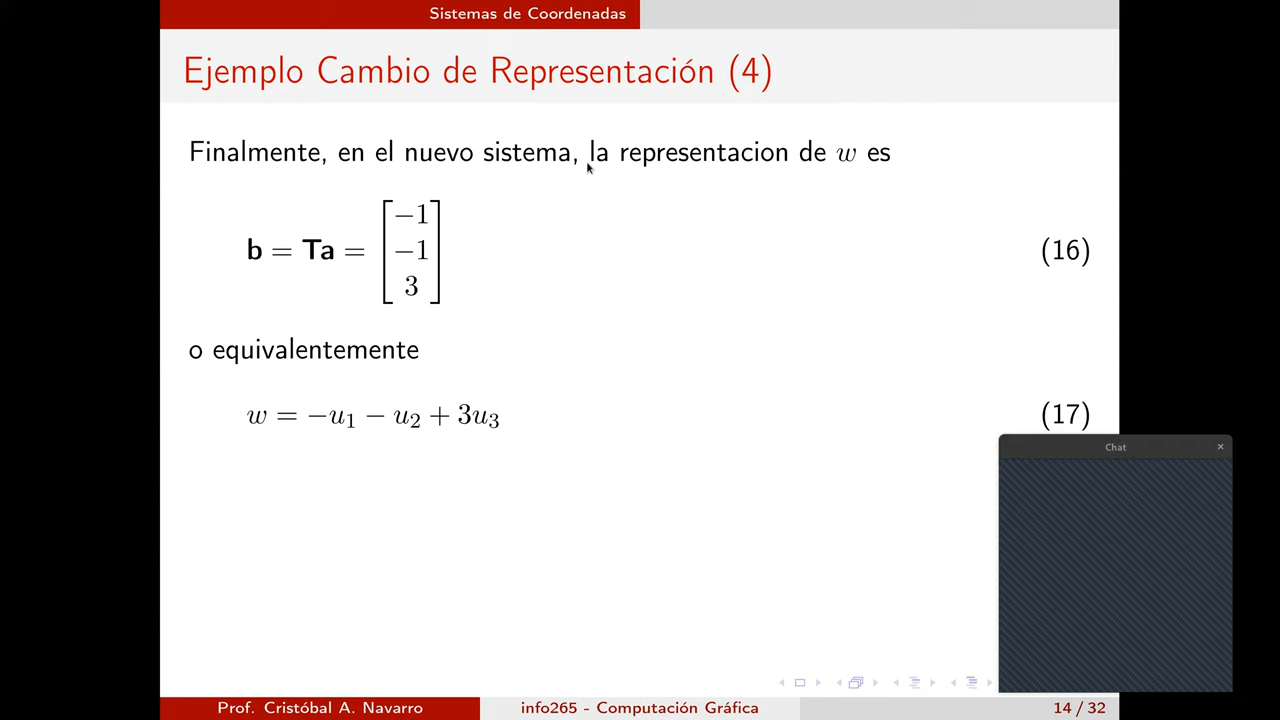 Sistemas de Coordenadas
Ejemplo Cambio de Representación (4)
Finalmente, en el nuevo sistema, la representacion de w es
b = Ta = [−1 −1 3] (16)
o equivalentemente
w = −u₁ − u₂ + 3u₃ (17)
Chat ×
Prof. Cristóbal A. Navarro info265 - Computación Gráfica 14 / 32